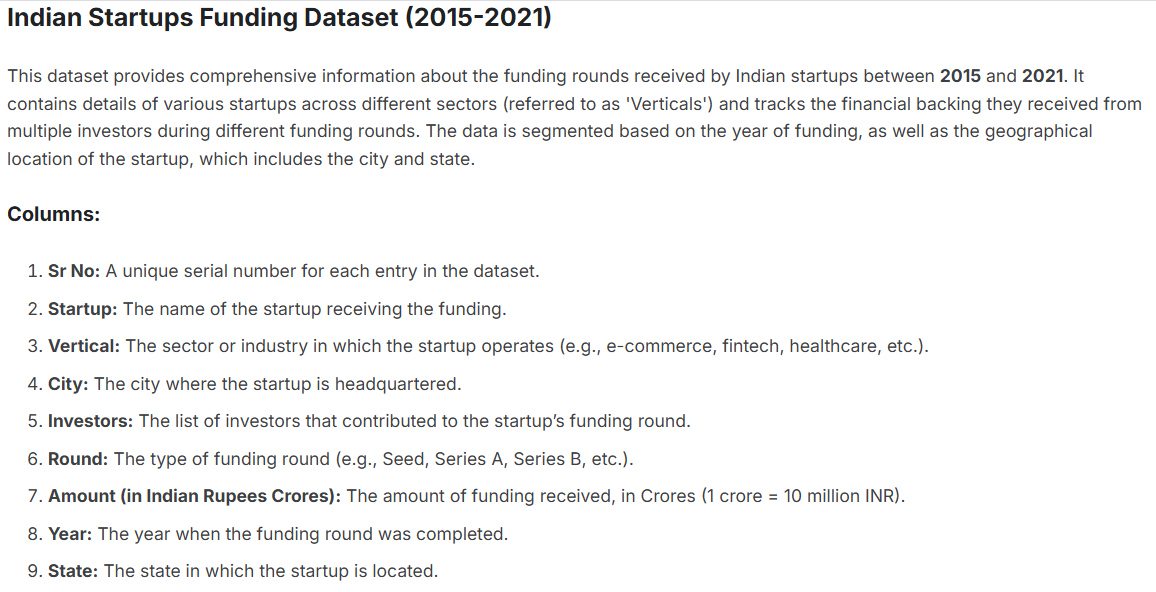 Indian Startups Funding Dataset (2015-2021)
This dataset provides comprehensive information about the funding rounds received by Indian startups between 2015 and 2021. It
contains details of various startups across different sectors (referred to as 'Verticals') and tracks the financial backing they received from
multiple investors during different funding rounds. The data is segmented based on the year of funding, as well as the geographical
location of the startup, which includes the city and state.
Columns:
1. Sr No: A unique serial number for each entry in the dataset.
2. Startup: The name of the startup receiving the funding.
3. Vertical: The sector or industry in which the startup operates (e.g., e-commerce, fintech, healthcare, etc.).
4. City: The city where the startup is headquartered.
5. Investors: The list of investors that contributed to the startup’s funding round.
6. Round: The type of funding round (e.g., Seed, Series A, Series B, etc.).
7. Amount (in Indian Rupees Crores): The amount of funding received, in Crores (1 crore = 10 million INR).
8. Year: The year when the funding round was completed.
9. State: The state in which the startup is located.